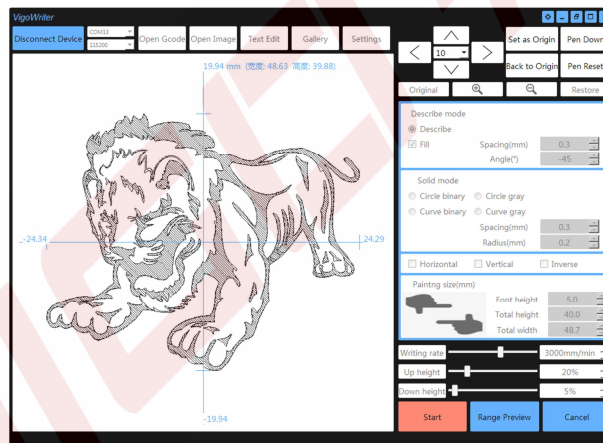 VigoWriter
Disconnect Device
COM13
115200
Open Gcode
Open Image
Text Edit
Gallery
Settings
10
Set as Origin
Pen Down
Back to Origin
Pen Reset
Original
Restore
19.94 mm (宽度: 48.63 高度: 39.88)
-24.34
24.29
-19.94
Describe mode
Describe
Fill
Spacing(mm) 0.3
Angle(°) -45
Solid mode
Circle binary
Circle gray
Curve binary
Curve gray
Spacing(mm) 0.3
Radius(mm) 0.2
Horizontal
Vertical
Inverse
Paintng size(mm)
Font height 5.0
Total height 40.0
Total width 48.7
Writing rate 3000mm/min
Up height 20%
Down height 5%
Start
Range Preview
Cancel